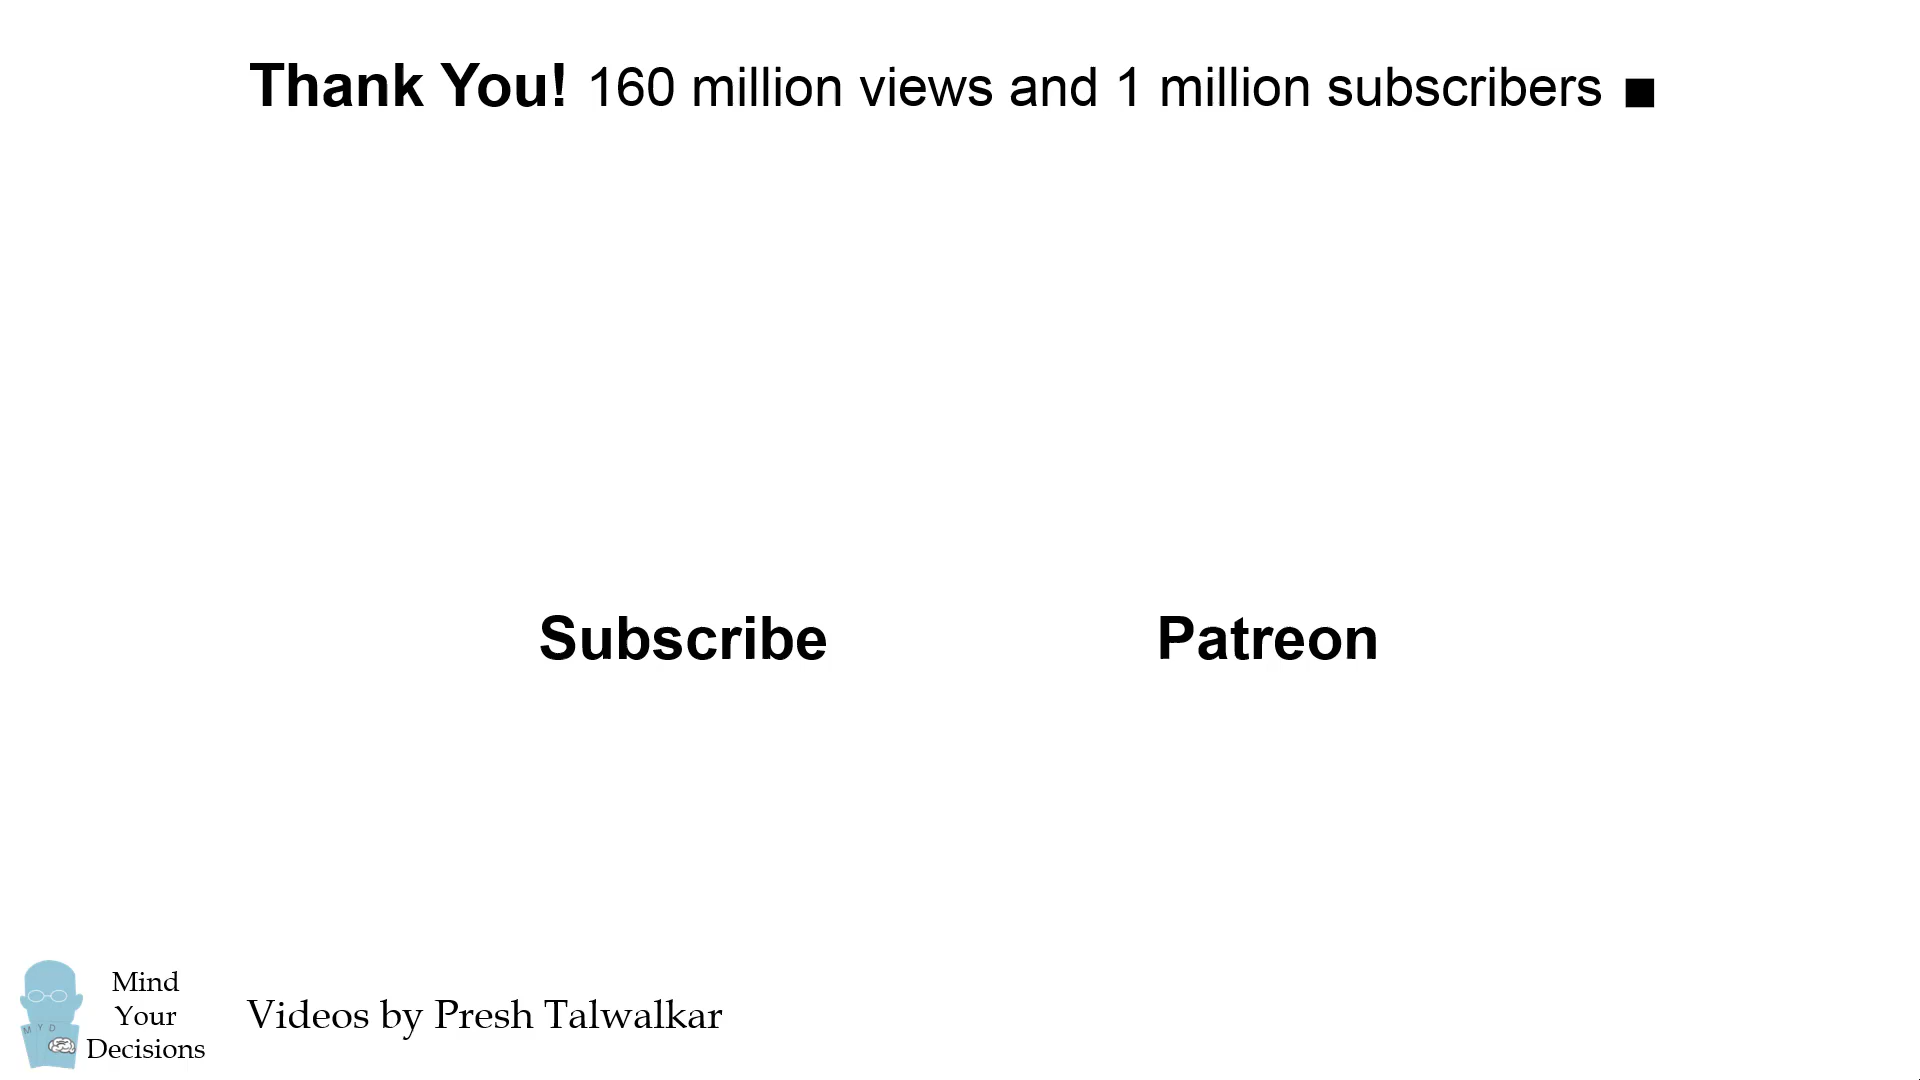 Thank You! 160 million views and 1 million subscribers ■
Subscribe
Patreon
M Y D
Mind
Your
Decisions
Videos by Presh Talwalkar